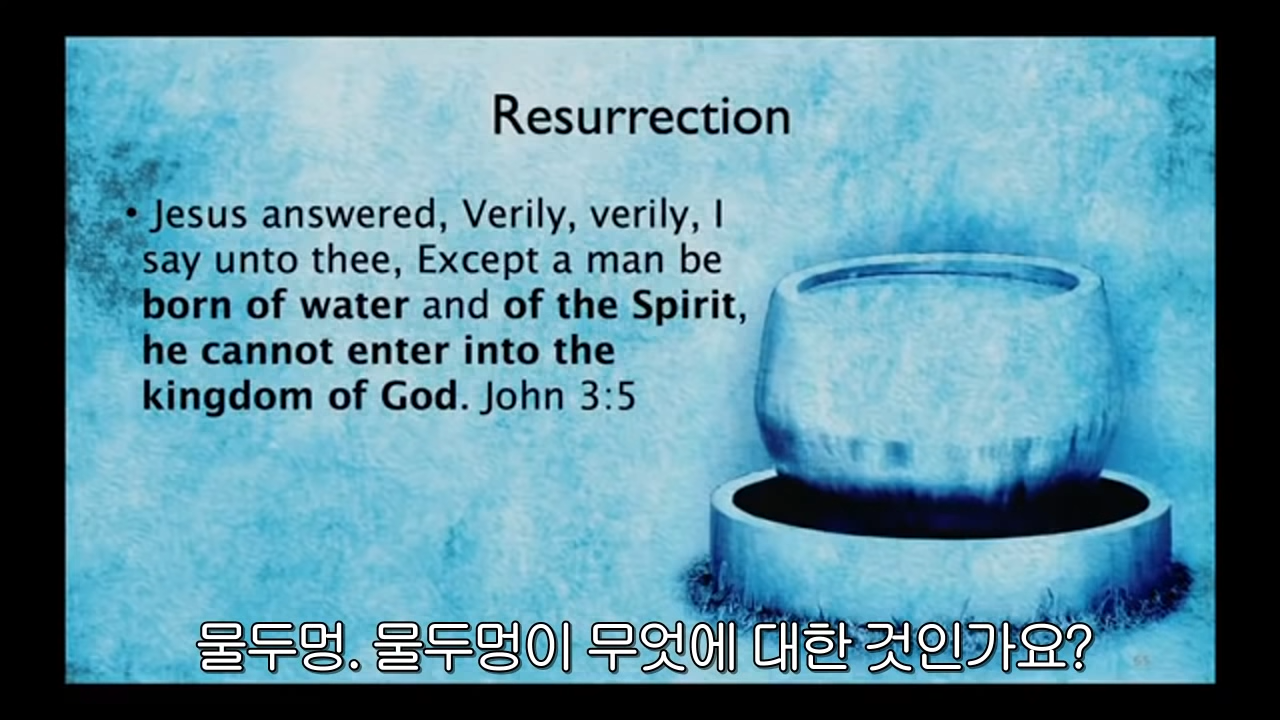 Resurrection
• Jesus answered, Verily, verily, I
say unto thee, Except a man be
born of water and of the Spirit,
he cannot enter into the
kingdom of God. John 3:5
물두멍. 물두멍이 무엇에 대한 것인가요?